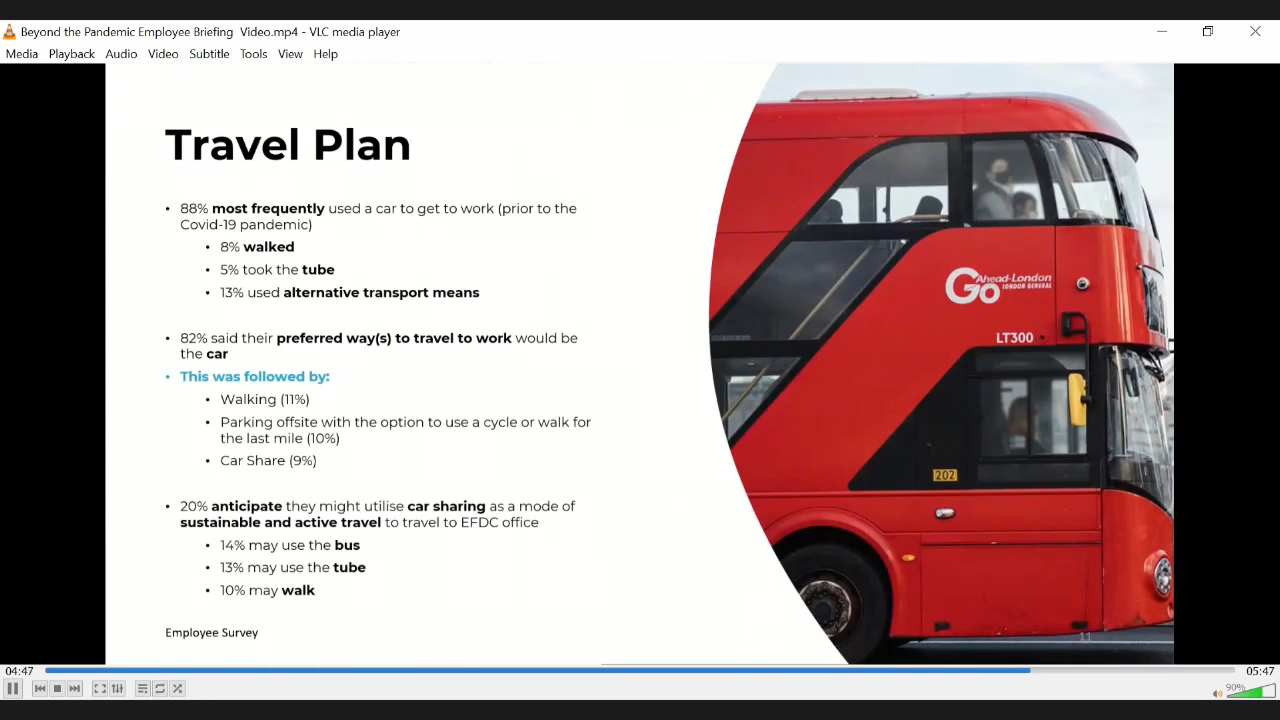 Beyond the Pandemic Employee Briefing Video.mp4 - VLC media player
Media Playback Audio Video Subtitle Tools View Help
Travel Plan
• 88% most frequently used a car to get to work (prior to the
Covid-19 pandemic)
• 8% walked
• 5% took the tube
• 13% used alternative transport means
• 82% said their preferred way(s) to travel to work would be
the car
• This was followed by:
• Walking (11%)
• Parking offsite with the option to use a cycle or walk for
the last mile (10%)
• Car Share (9%)
• 20% anticipate they might utilise car sharing as a mode of
sustainable and active travel to travel to EFDC office
• 14% may use the bus
• 13% may use the tube
• 10% may walk
Employee Survey
Go Ahead-London
LONDON GENERAL
LT300
202
11
04:47
05:47
90%